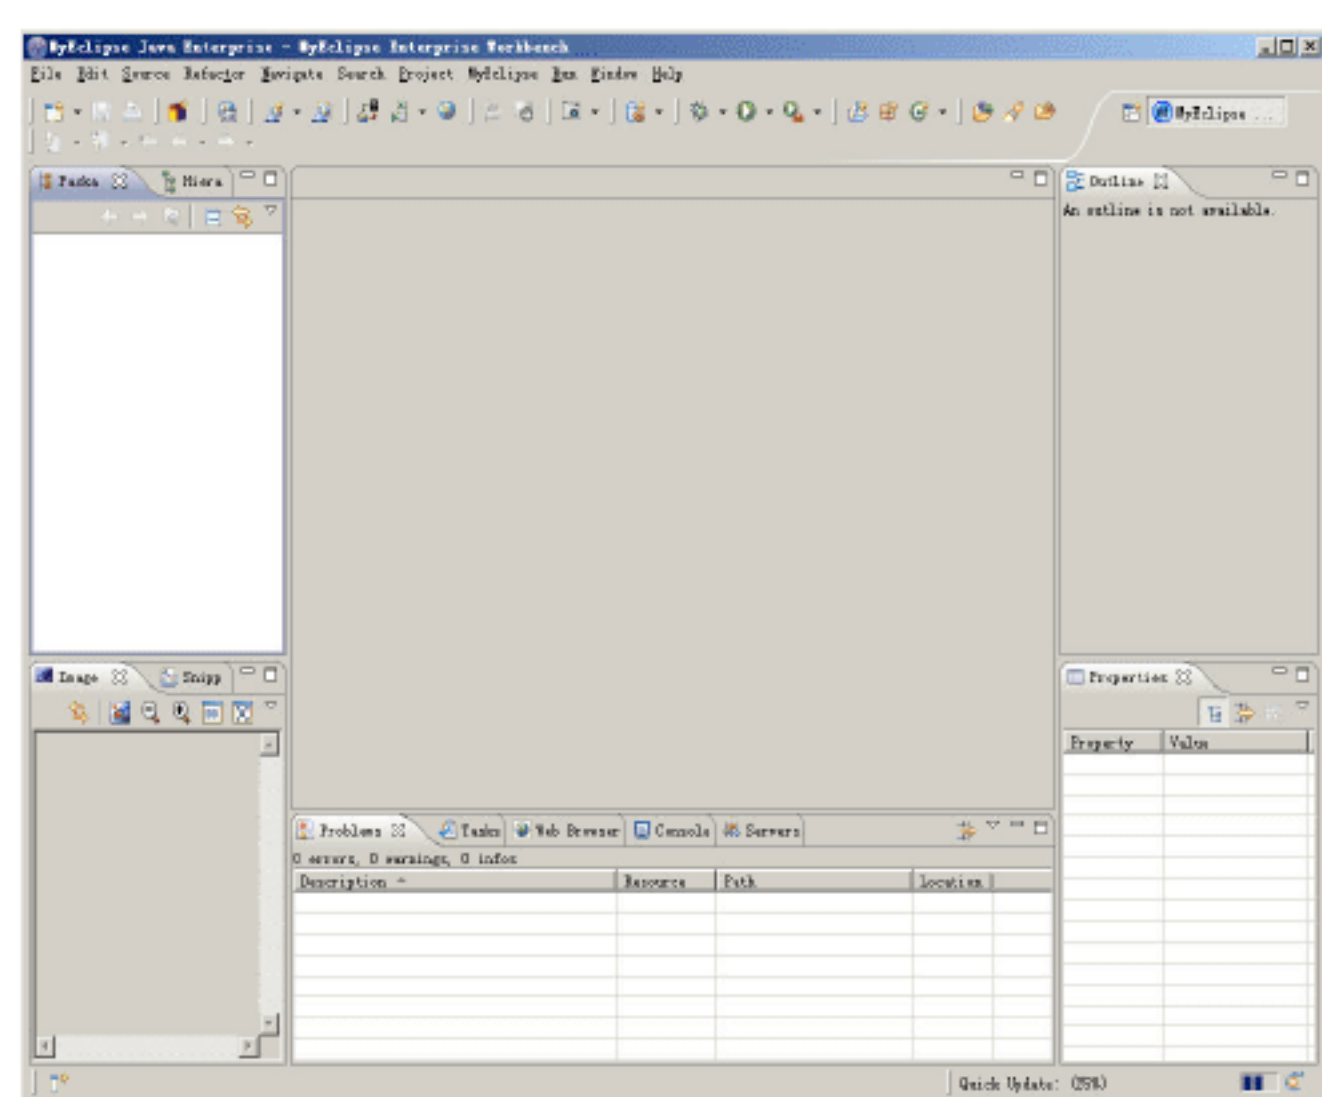 MyEclipse Java Enterprise - MyEclipse Enterprise Workbench
File Edit Source Refactor Navigate Search Project MyEclipse Run Window Help
MyEclipse ...
Packa
Hiera
Outline
An outline is not available.
Image
Snipp
Properties
Property Value
Problems Tasks Web Browser Console Servers
0 errors, 0 warnings, 0 infos
Description Resource Path Location
Quick Update: (25%)